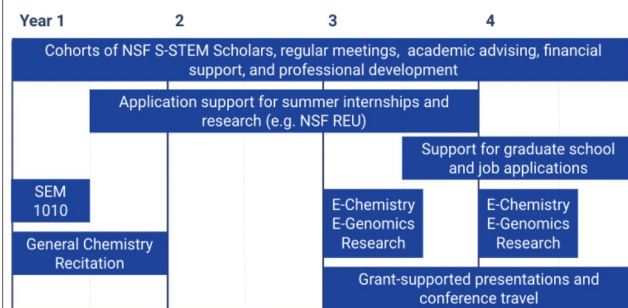 Year 1 2 3 4
Cohorts of NSF S-STEM Scholars, regular meetings, academic advising, financial
support, and professional development
Application support for summer internships and
research (e.g. NSF REU)
Support for graduate school
and job applications
SEM
1010
E-Chemistry
E-Genomics
Research
E-Chemistry
E-Genomics
Research
General Chemistry
Recitation
Grant-supported presentations and
conference travel